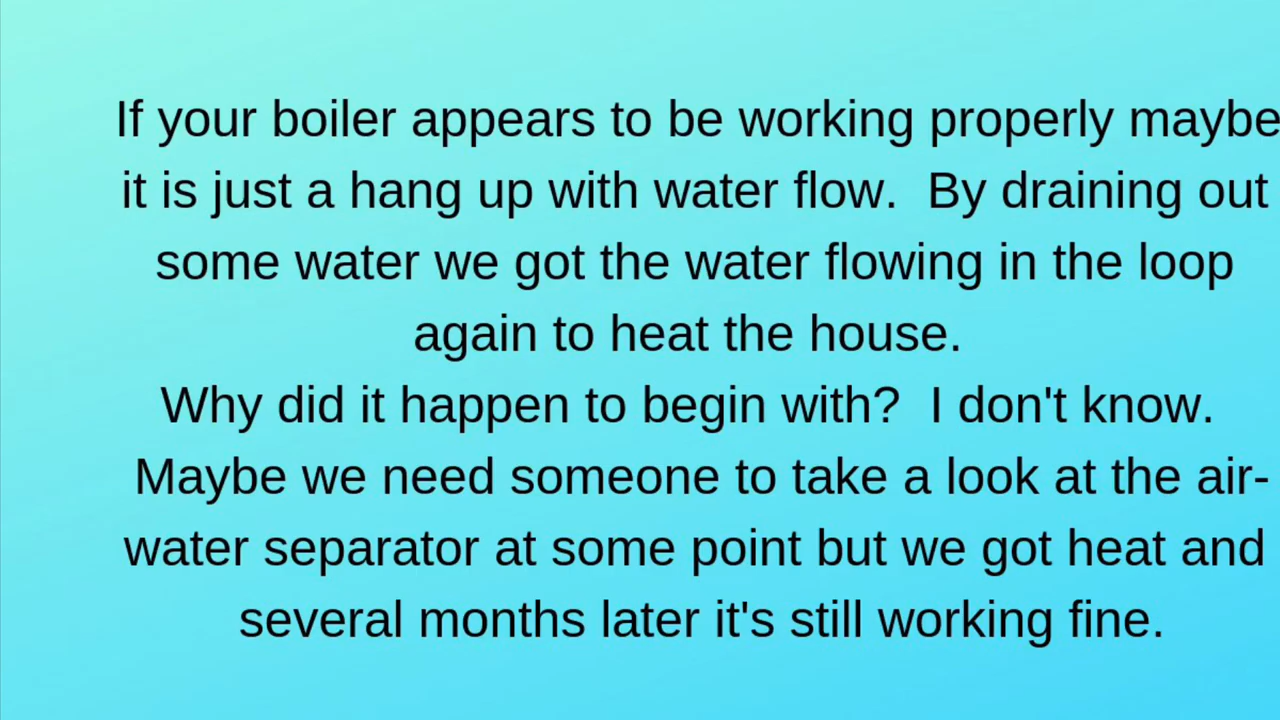 If your boiler appears to be working properly maybe
it is just a hang up with water flow.  By draining out
some water we got the water flowing in the loop
again to heat the house.
Why did it happen to begin with?  I don't know.
Maybe we need someone to take a look at the air-
water separator at some point but we got heat and
several months later it's still working fine.